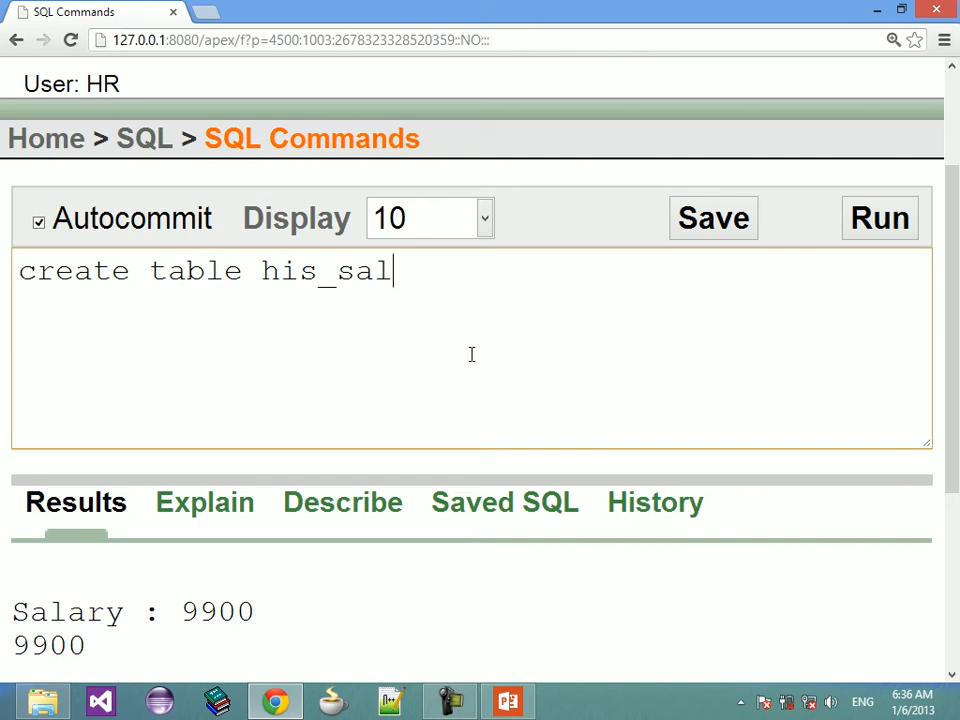 SQL Commands
127.0.0.1:8080/apex/f?p=4500:1003:2678323328520359::NO:::
User: HR
Home > SQL > SQL Commands
Autocommit Display 10 Save Run
create table his_sal
Results Explain Describe Saved SQL History
Salary : 9900
9900
ENG
6:36 AM
1/6/2013